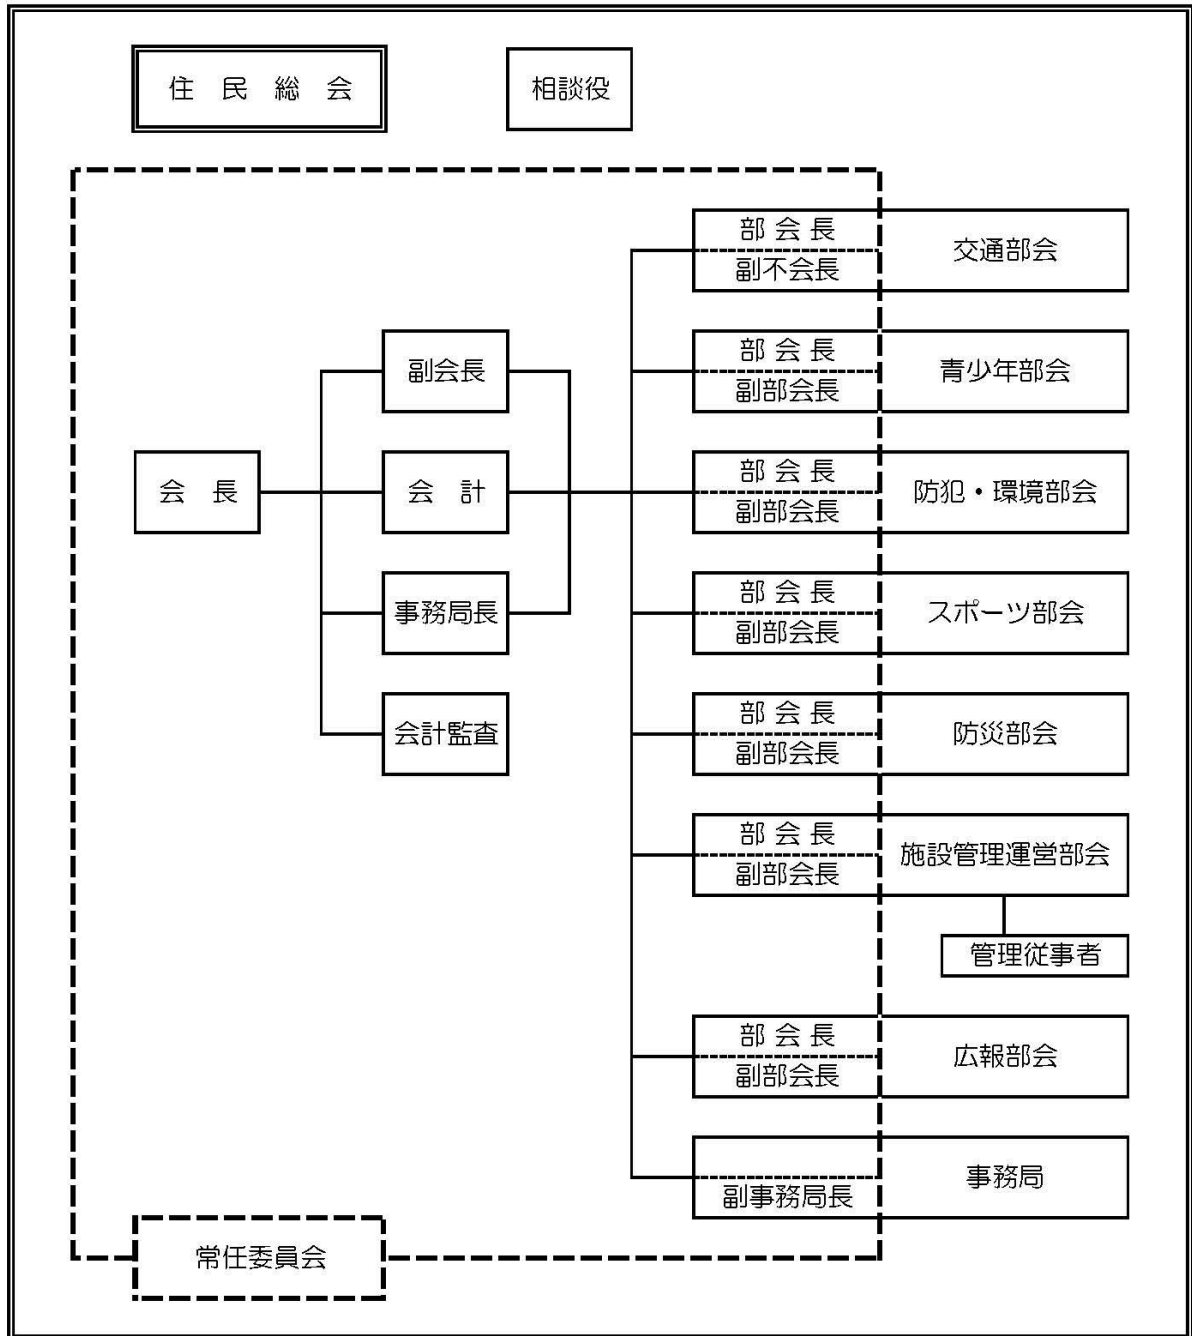 住 民 総 会
相談役
部 会 長
副不会長
交通部会
副会長
部 会 長
副部会長
青少年部会
会 長
会 計
部 会 長
副部会長
防犯・環境部会
事務局長
部 会 長
副部会長
スポーツ部会
会計監査
部 会 長
副部会長
防災部会
部 会 長
副部会長
施設管理運営部会
管理従事者
部 会 長
副部会長
広報部会
副事務局長
事務局
常任委員会